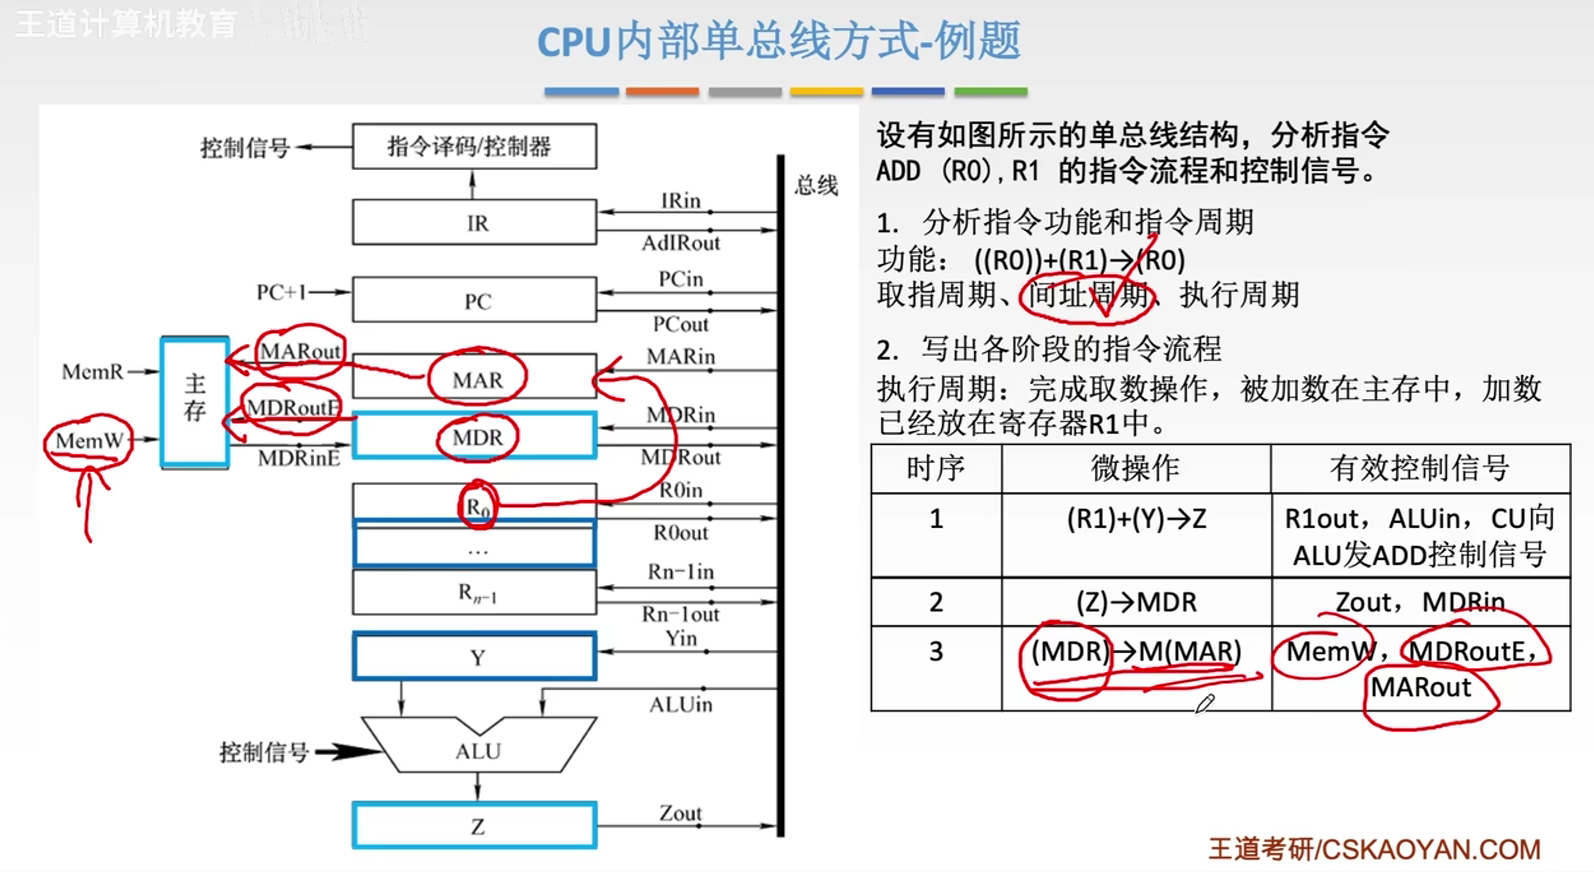 王道计算机教育
CPU内部单总线方式-例题
控制信号
指令译码/控制器
总线
IR
IRin
AdIRout
PC+1
PC
PCin
PCout
MemR
MemW
主
存
MARout
MDRoutE
MDRinE
MAR
MARin
MDR
MDRin
MDRout
R0
R0in
R0out
…
Rn-1
Rn-1in
Rn-1out
Y
Yin
ALUin
控制信号
ALU
Z
Zout
设有如图所示的单总线结构，分析指令
ADD (R0),R1 的指令流程和控制信号。
1. 分析指令功能和指令周期
功能： ((R0))+(R1)→(R0)
取指周期、间址周期、执行周期
2. 写出各阶段的指令流程
执行周期：完成取数操作，被加数在主存中，加数
已经放在寄存器R1中。
时序 微操作 有效控制信号
1 (R1)+(Y)→Z R1out，ALUin，CU向
ALU发ADD控制信号
2 (Z)→MDR Zout，MDRin
3 (MDR)→M(MAR) MemW，MDRoutE，
MARout
王道考研/CSKAOYAN.COM